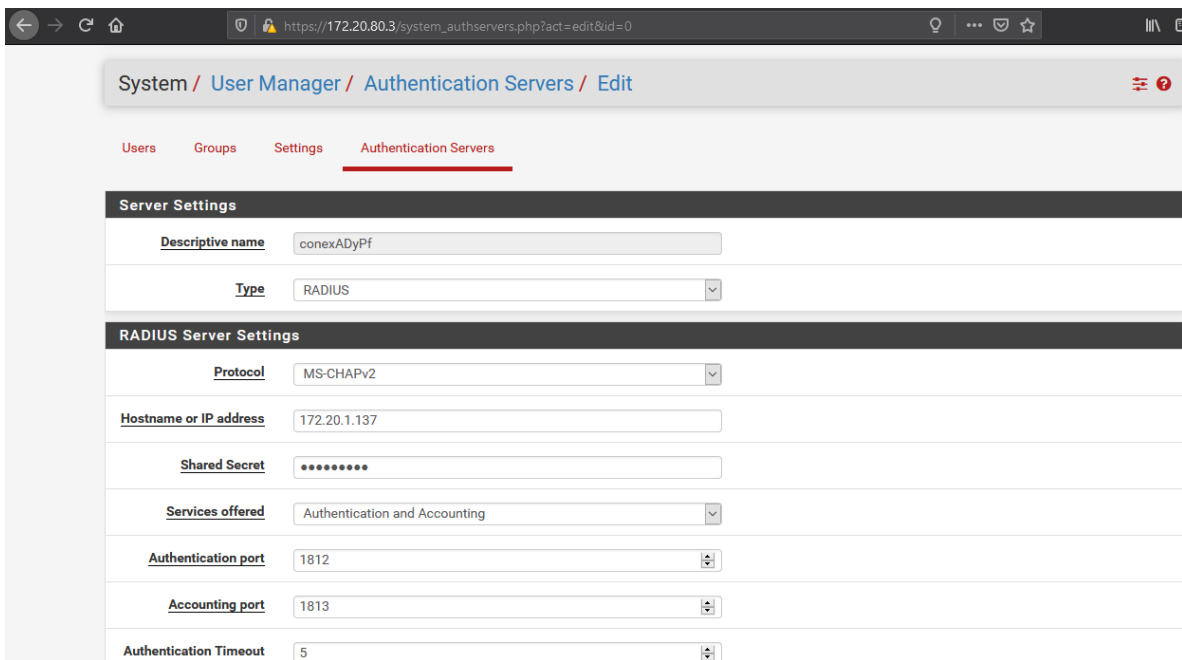 https://172.20.80.3/system_authservers.php?act=edit&id=0
System / User Manager / Authentication Servers / Edit
Users Groups Settings Authentication Servers
Server Settings
Descriptive name conexADyPf
Type RADIUS
RADIUS Server Settings
Protocol MS-CHAPv2
Hostname or IP address 172.20.1.137
Shared Secret •••••••••
Services offered Authentication and Accounting
Authentication port 1812
Accounting port 1813
Authentication Timeout 5